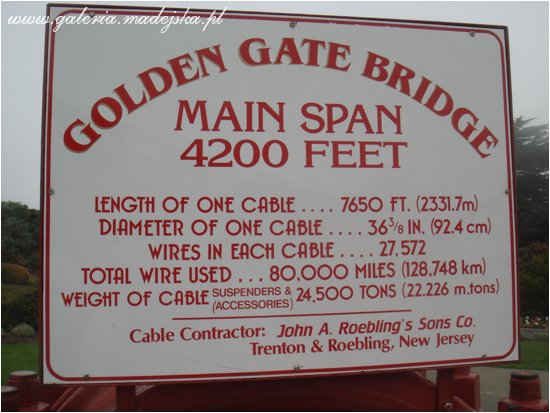 www.galeria.madejska.pl
GOLDEN GATE BRIDGE
MAIN SPAN
4200 FEET
LENGTH OF ONE CABLE .... 7650 FT. (2331.7m)
DIAMETER OF ONE CABLE .... 36 3/8 IN. (92.4 cm)
WIRES IN EACH CABLE .... 27,572
TOTAL WIRE USED ... 80,000 MILES (128,748 km)
WEIGHT OF CABLE SUSPENDERS & (ACCESSORIES) 24,500 TONS (22,226 m.tons)
Cable Contractor: John A. Roebling's Sons Co.
Trenton & Roebling, New Jersey